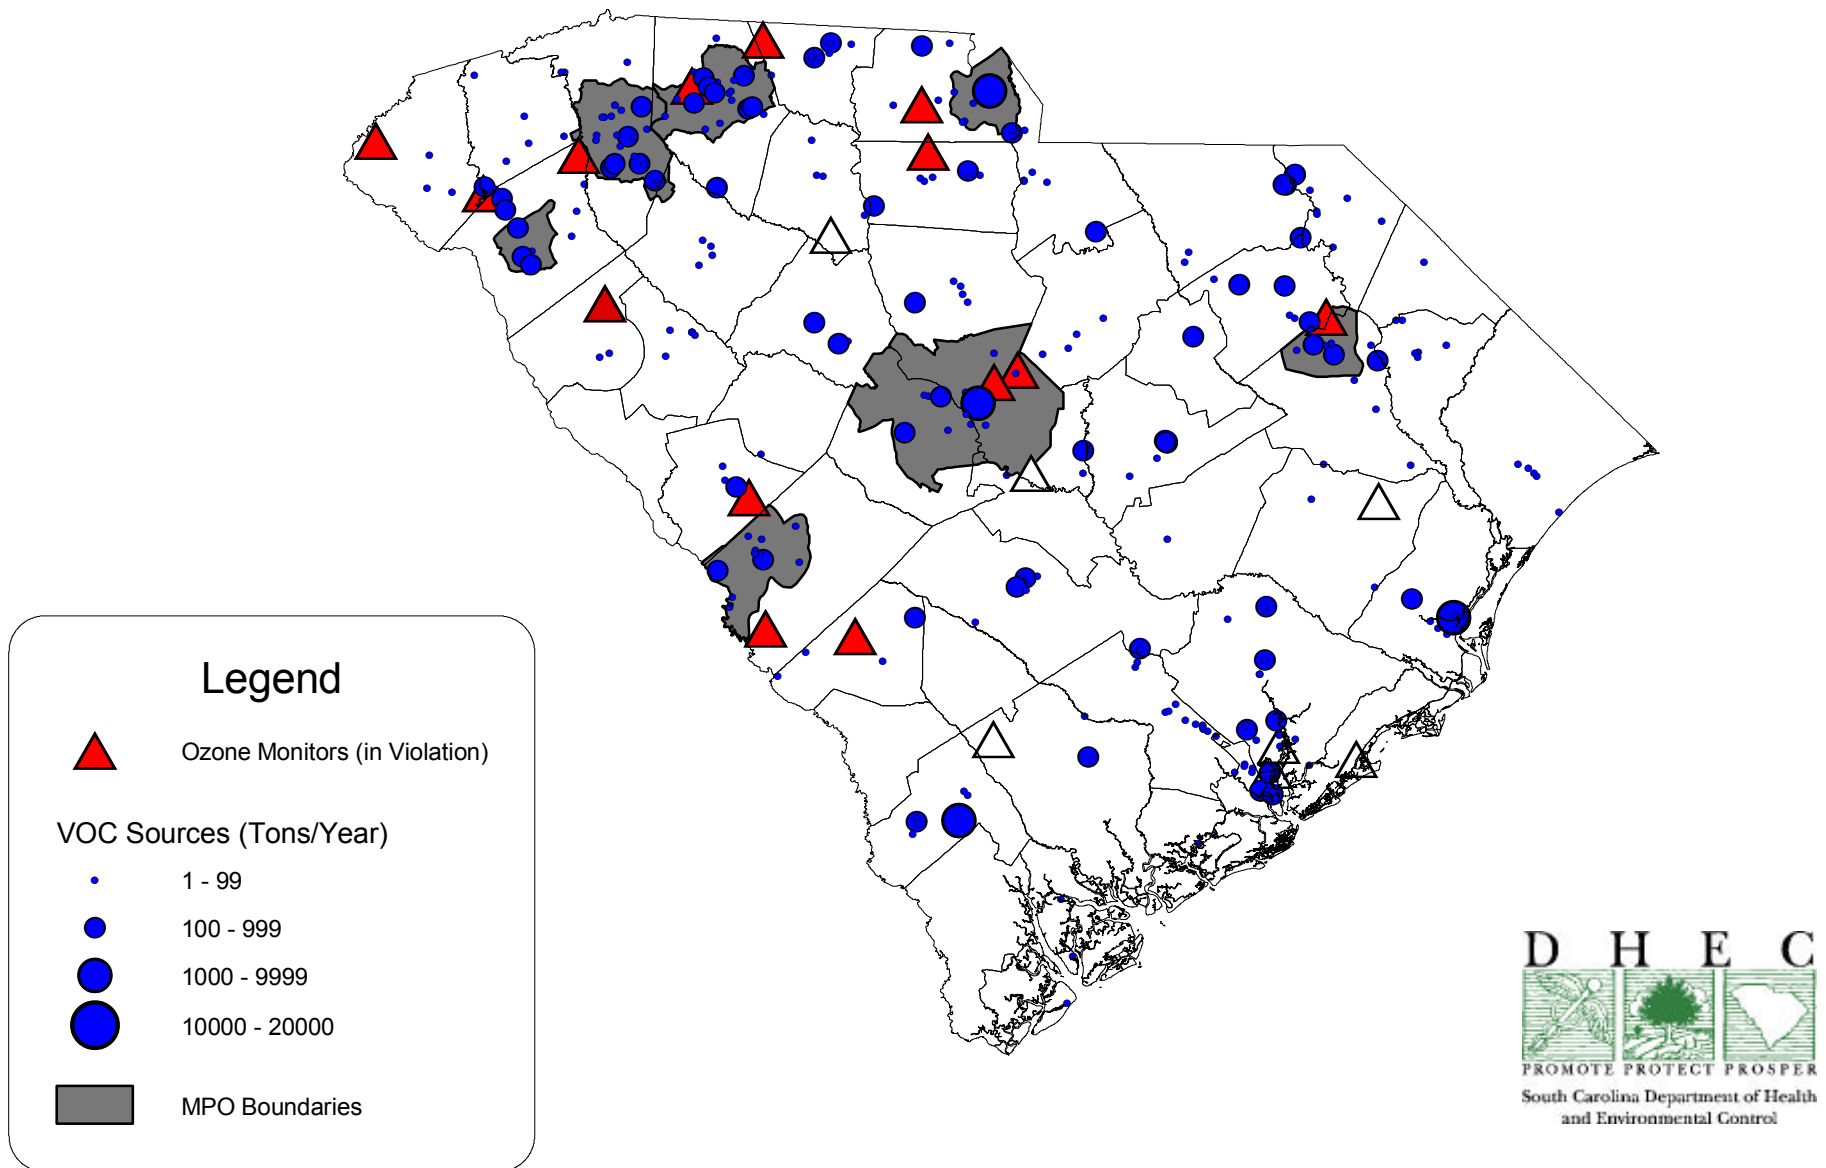 Legend
Ozone Monitors (in Violation)
VOC Sources (Tons/Year)
1 - 99
100 - 999
1000 - 9999
10000 - 20000
MPO Boundaries
D H E C
PROMOTE PROTECT PROSPER
South Carolina Department of Health
and Environmental Control